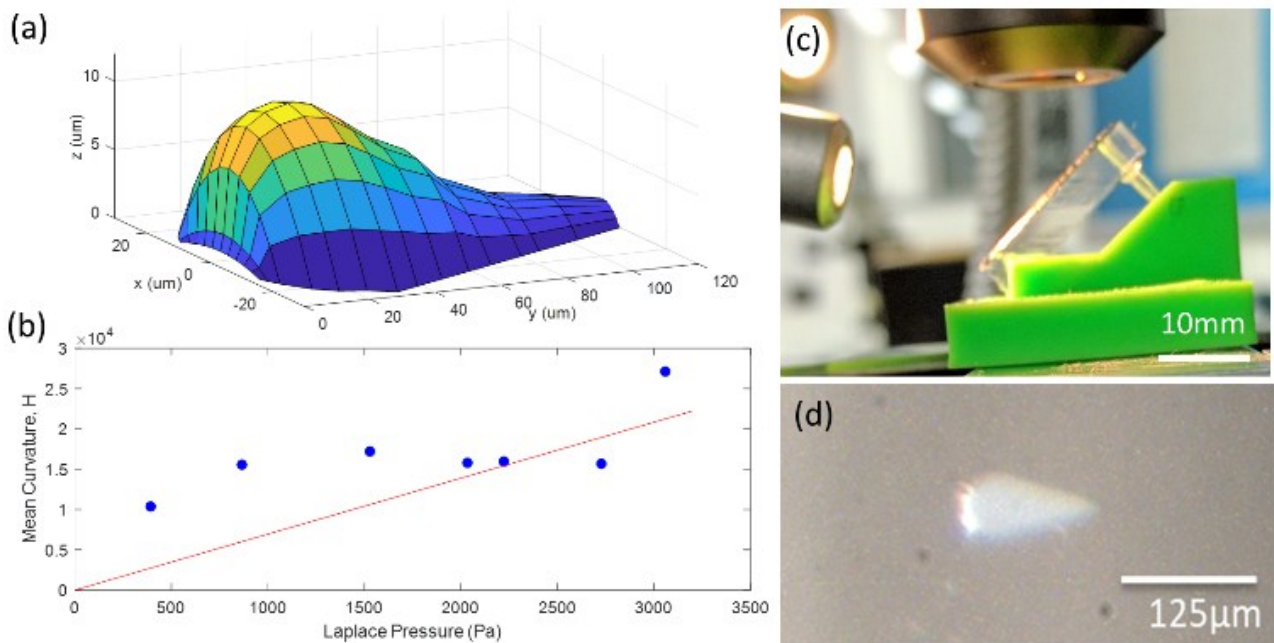 (a)
10
5
0
z (um)
20
0
-20
x (um)
0
20
40
60
80
100
120
y (um)
(b)
×10⁴
3
2.5
2
1.5
1
0.5
0
Mean Curvature, H
0
500
1000
1500
2000
2500
3000
3500
Laplace Pressure (Pa)
(c)
10mm
(d)
125μm